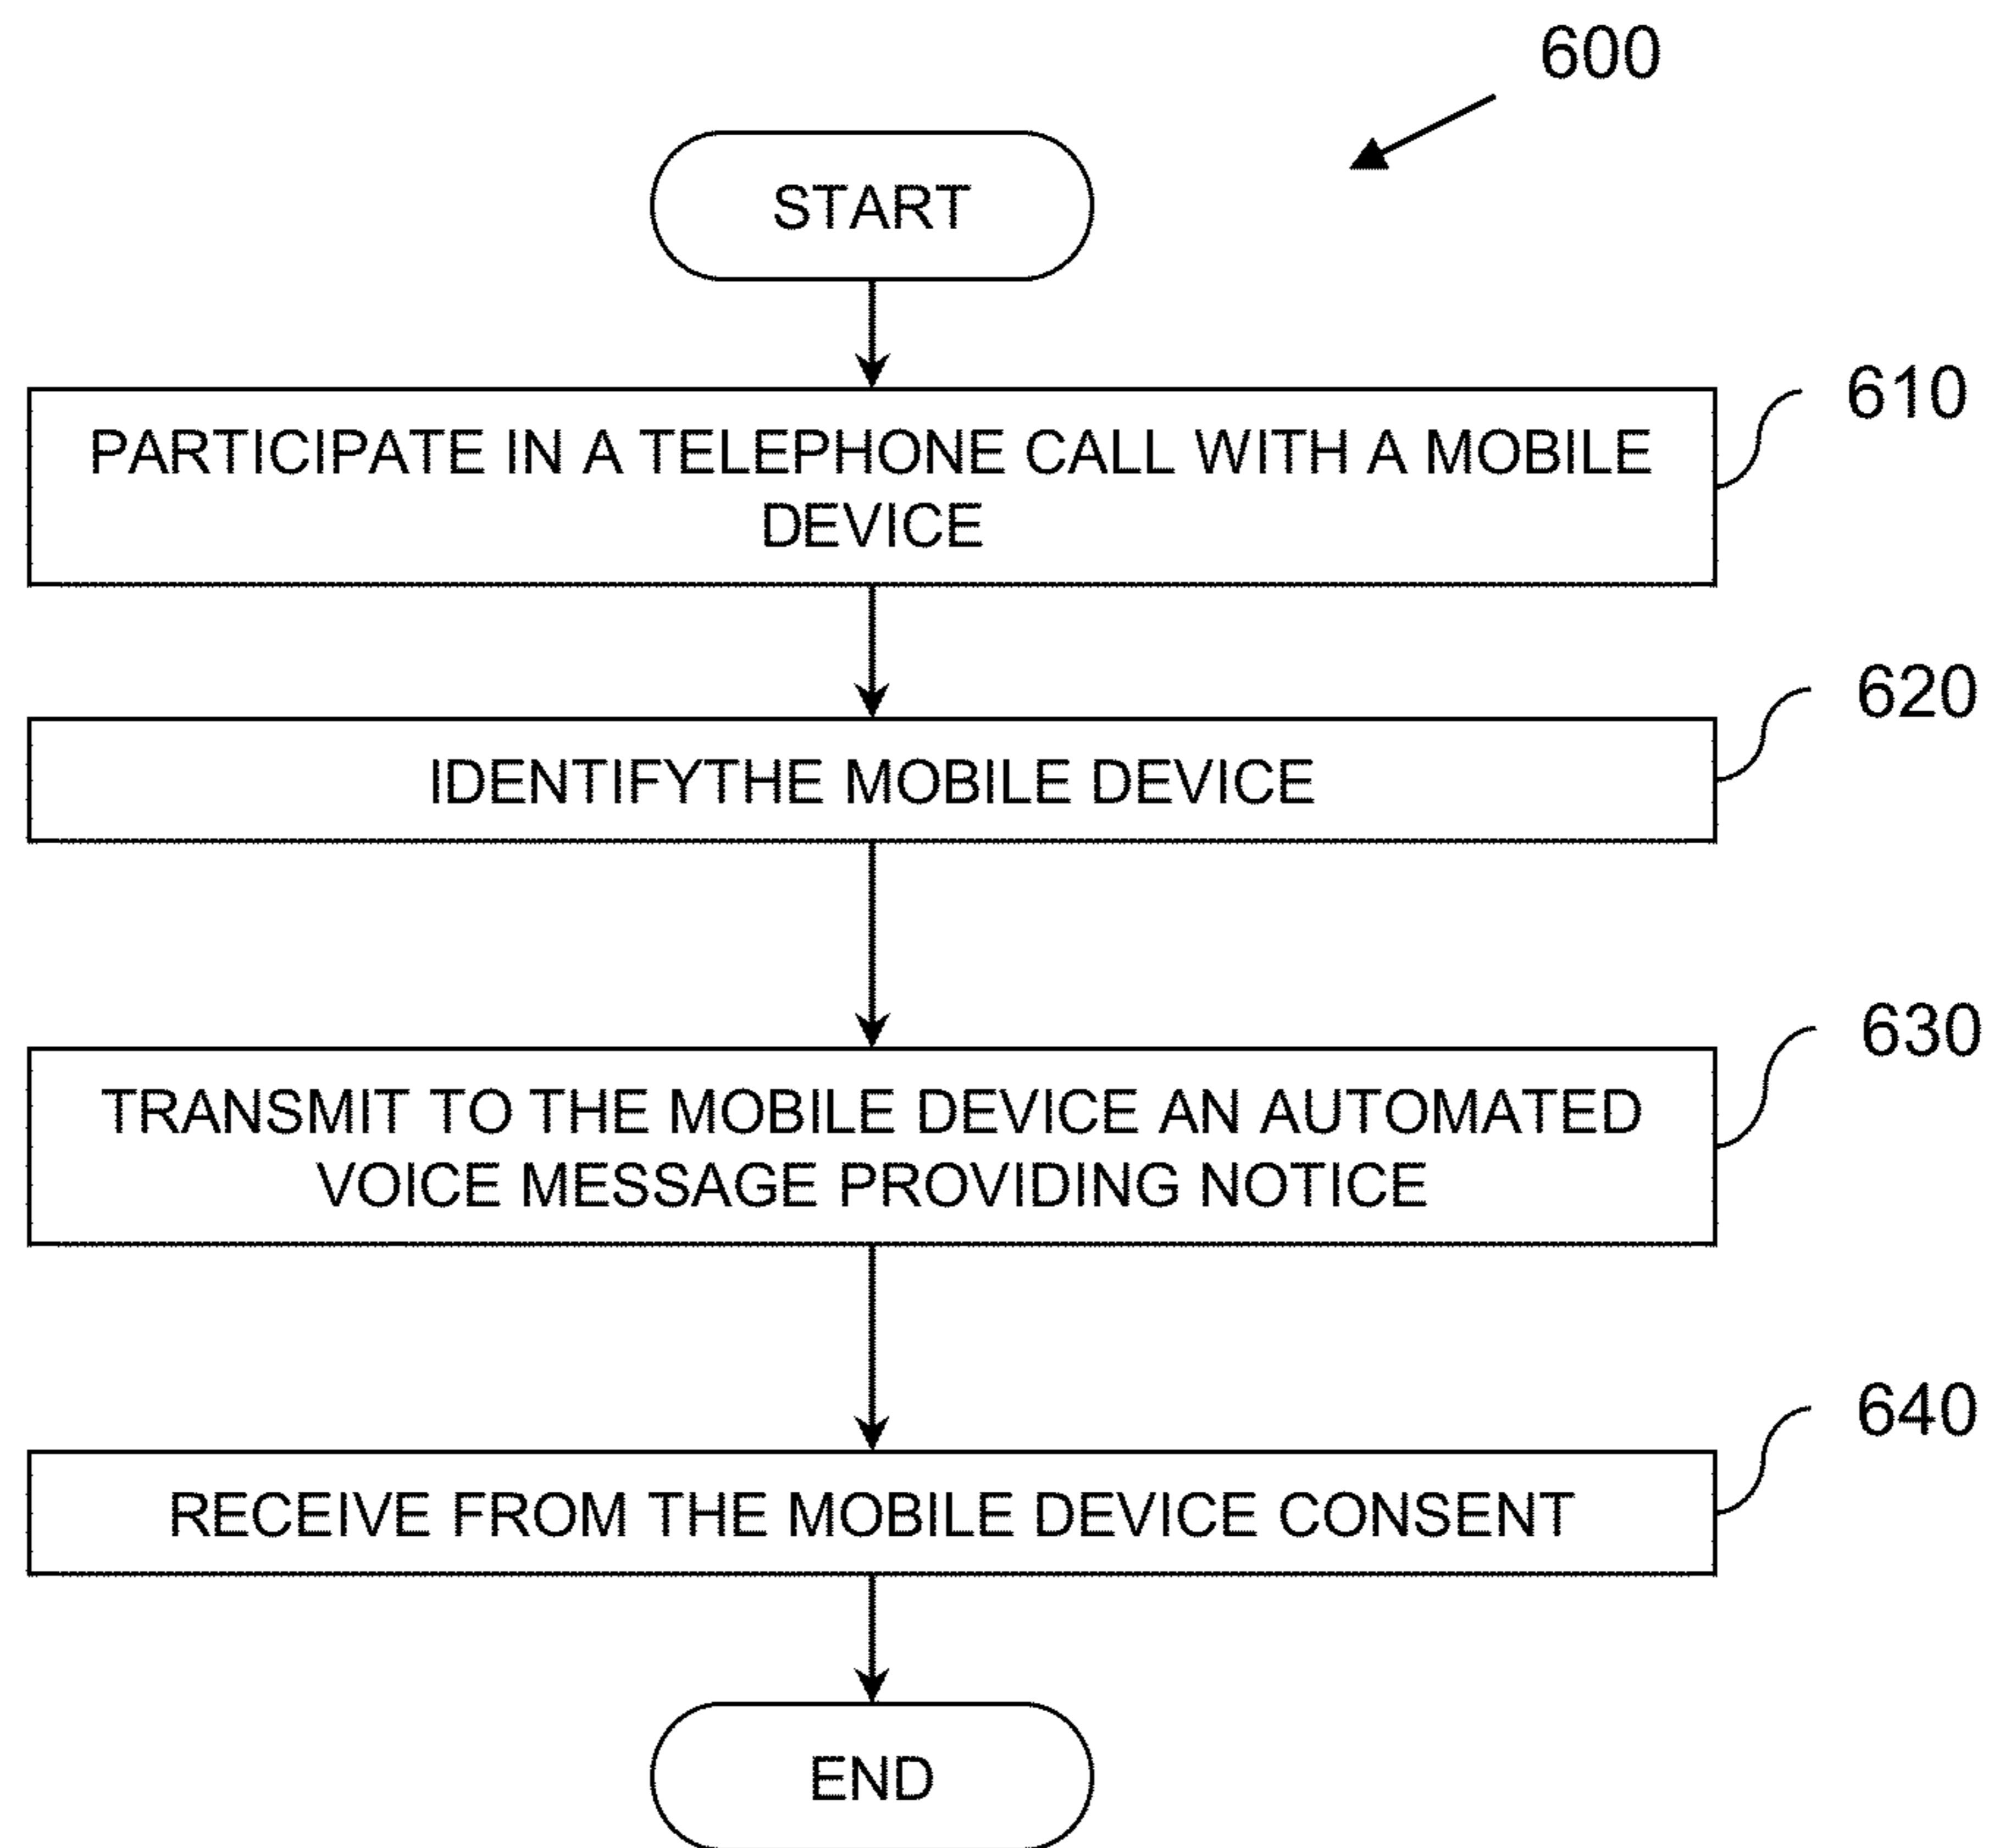 600
START
610
PARTICIPATE IN A TELEPHONE CALL WITH A MOBILE
DEVICE
620
IDENTIFYTHE MOBILE DEVICE
630
TRANSMIT TO THE MOBILE DEVICE AN AUTOMATED
VOICE MESSAGE PROVIDING NOTICE
640
RECEIVE FROM THE MOBILE DEVICE CONSENT
END